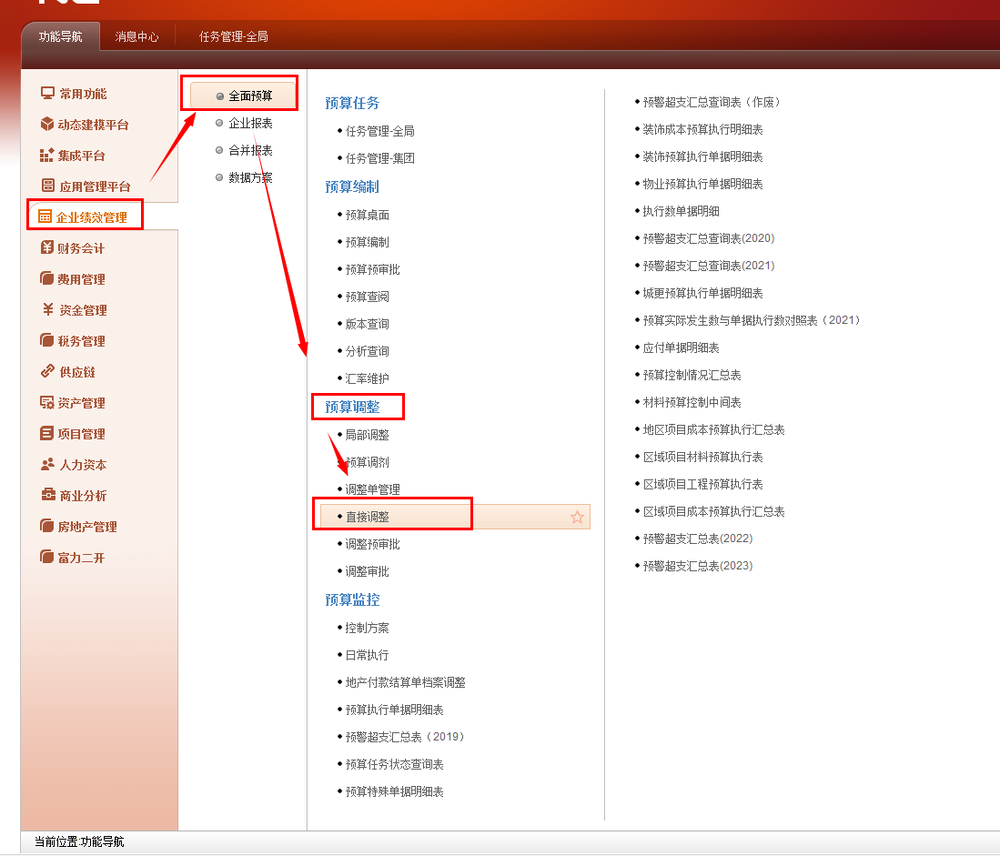 功能导航
消息中心
任务管理-全局
常用功能
动态建模平台
集成平台
应用管理平台
企业绩效管理
财务会计
费用管理
资金管理
税务管理
供应链
资产管理
项目管理
人力资本
商业分析
房地产管理
富力二开
全面预算
企业报表
合并报表
数据方案
预算任务
任务管理-全局
任务管理-集团
预算编制
预算桌面
预算编制
预算预审批
预算查阅
版本查询
分析查询
汇率维护
预算调整
局部调整
预算调剂
调整单管理
直接调整
调整预审批
调整审批
预算监控
控制方案
日常执行
地产付款结算单档案调整
预算执行单据明细表
预警超支汇总表（2019）
预算任务状态查询表
预算特殊单据明细表
预警超支汇总查询表（作废）
装饰成本预算执行明细表
装饰预算执行单据明细表
物业预算执行单据明细表
执行数单据明细
预警超支汇总查询表(2020)
预警超支汇总查询表(2021)
城更预算执行单据明细表
预算实际发生数与单据执行数对照表（2021）
应付单据明细表
预算控制情况汇总表
材料预算控制中间表
地区项目成本预算执行汇总表
区域项目材料预算执行表
区域项目工程预算执行表
区域项目成本预算执行汇总表
预警超支汇总表(2022)
预警超支汇总表(2023)
当前位置:功能导航